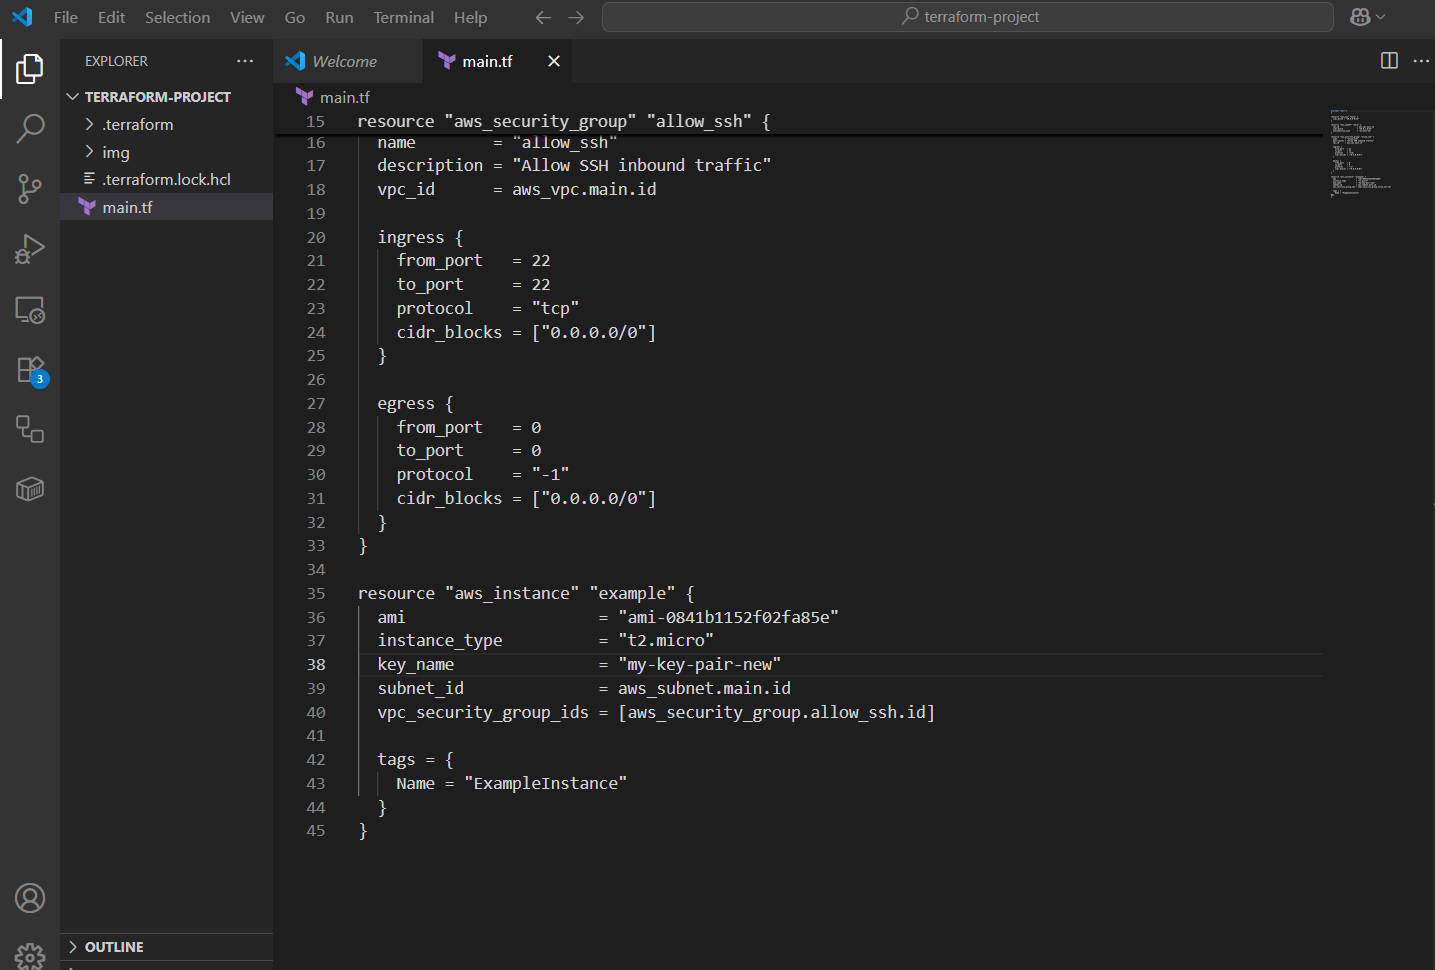 File Edit Selection View Go Run Terminal Help
terraform-project
EXPLORER
Welcome
main.tf
TERRAFORM-PROJECT
.terraform
img
.terraform.lock.hcl
main.tf
3
OUTLINE
main.tf
15 resource "aws_security_group" "allow_ssh" {
16 name = "allow_ssh"
17 description = "Allow SSH inbound traffic"
18 vpc_id = aws_vpc.main.id
19
20 ingress {
21 from_port = 22
22 to_port = 22
23 protocol = "tcp"
24 cidr_blocks = ["0.0.0.0/0"]
25 }
26
27 egress {
28 from_port = 0
29 to_port = 0
30 protocol = "-1"
31 cidr_blocks = ["0.0.0.0/0"]
32 }
33 }
34
35 resource "aws_instance" "example" {
36 ami = "ami-0841b1152f02fa85e"
37 instance_type = "t2.micro"
38 key_name = "my-key-pair-new"
39 subnet_id = aws_subnet.main.id
40 vpc_security_group_ids = [aws_security_group.allow_ssh.id]
41
42 tags = {
43 Name = "ExampleInstance"
44 }
45 }